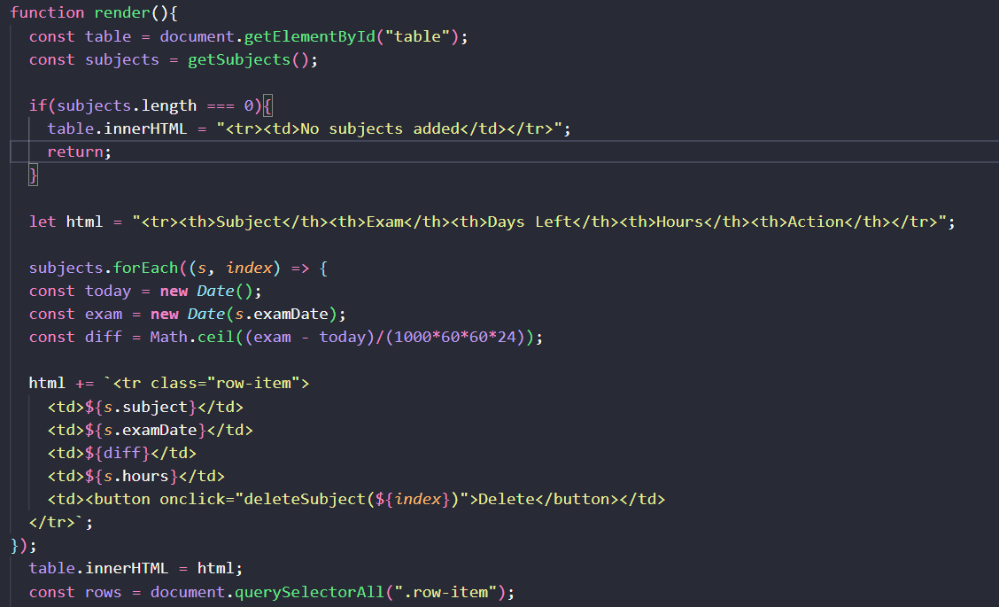 function render(){
const table = document.getElementById("table");
const subjects = getSubjects();
if(subjects.length === 0){
table.innerHTML = "<tr><td>No subjects added</td></tr>";
return;
}
let html = "<tr><th>Subject</th><th>Exam</th><th>Days Left</th><th>Hours</th><th>Action</th></tr>";
subjects.forEach((s, index) => {
const today = new Date();
const exam = new Date(s.examDate);
const diff = Math.ceil((exam - today)/(1000*60*60*24));
html += `<tr class="row-item">
<td>${s.subject}</td>
<td>${s.examDate}</td>
<td>${diff}</td>
<td>${s.hours}</td>
<td><button onclick="deleteSubject(${index})">Delete</button></td>
</tr>`;
});
table.innerHTML = html;
const rows = document.querySelectorAll(".row-item");